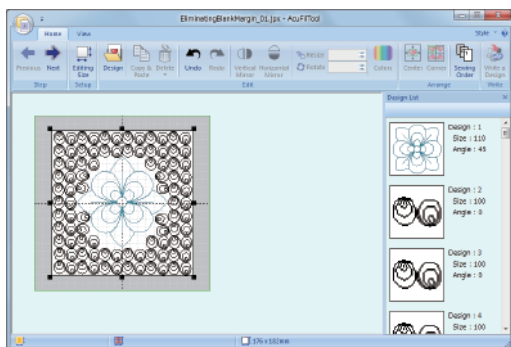 EliminatingBlankMargin_01.jpx - AcuFilTool
Home View Style
Previous Next Editing Size Design Copy & Paste Delete Undo Redo Vertical Mirror Horizontal Mirror Resize Rotate Colors Center Corner Sewing Order Write a Design
Step Setup Edit Arrange Write
Design List
Design : 1
Size : 110
Angle : 45
Design : 2
Size : 100
Angle : 0
Design : 3
Size : 100
Angle : 0
Design : 4
Size : 100